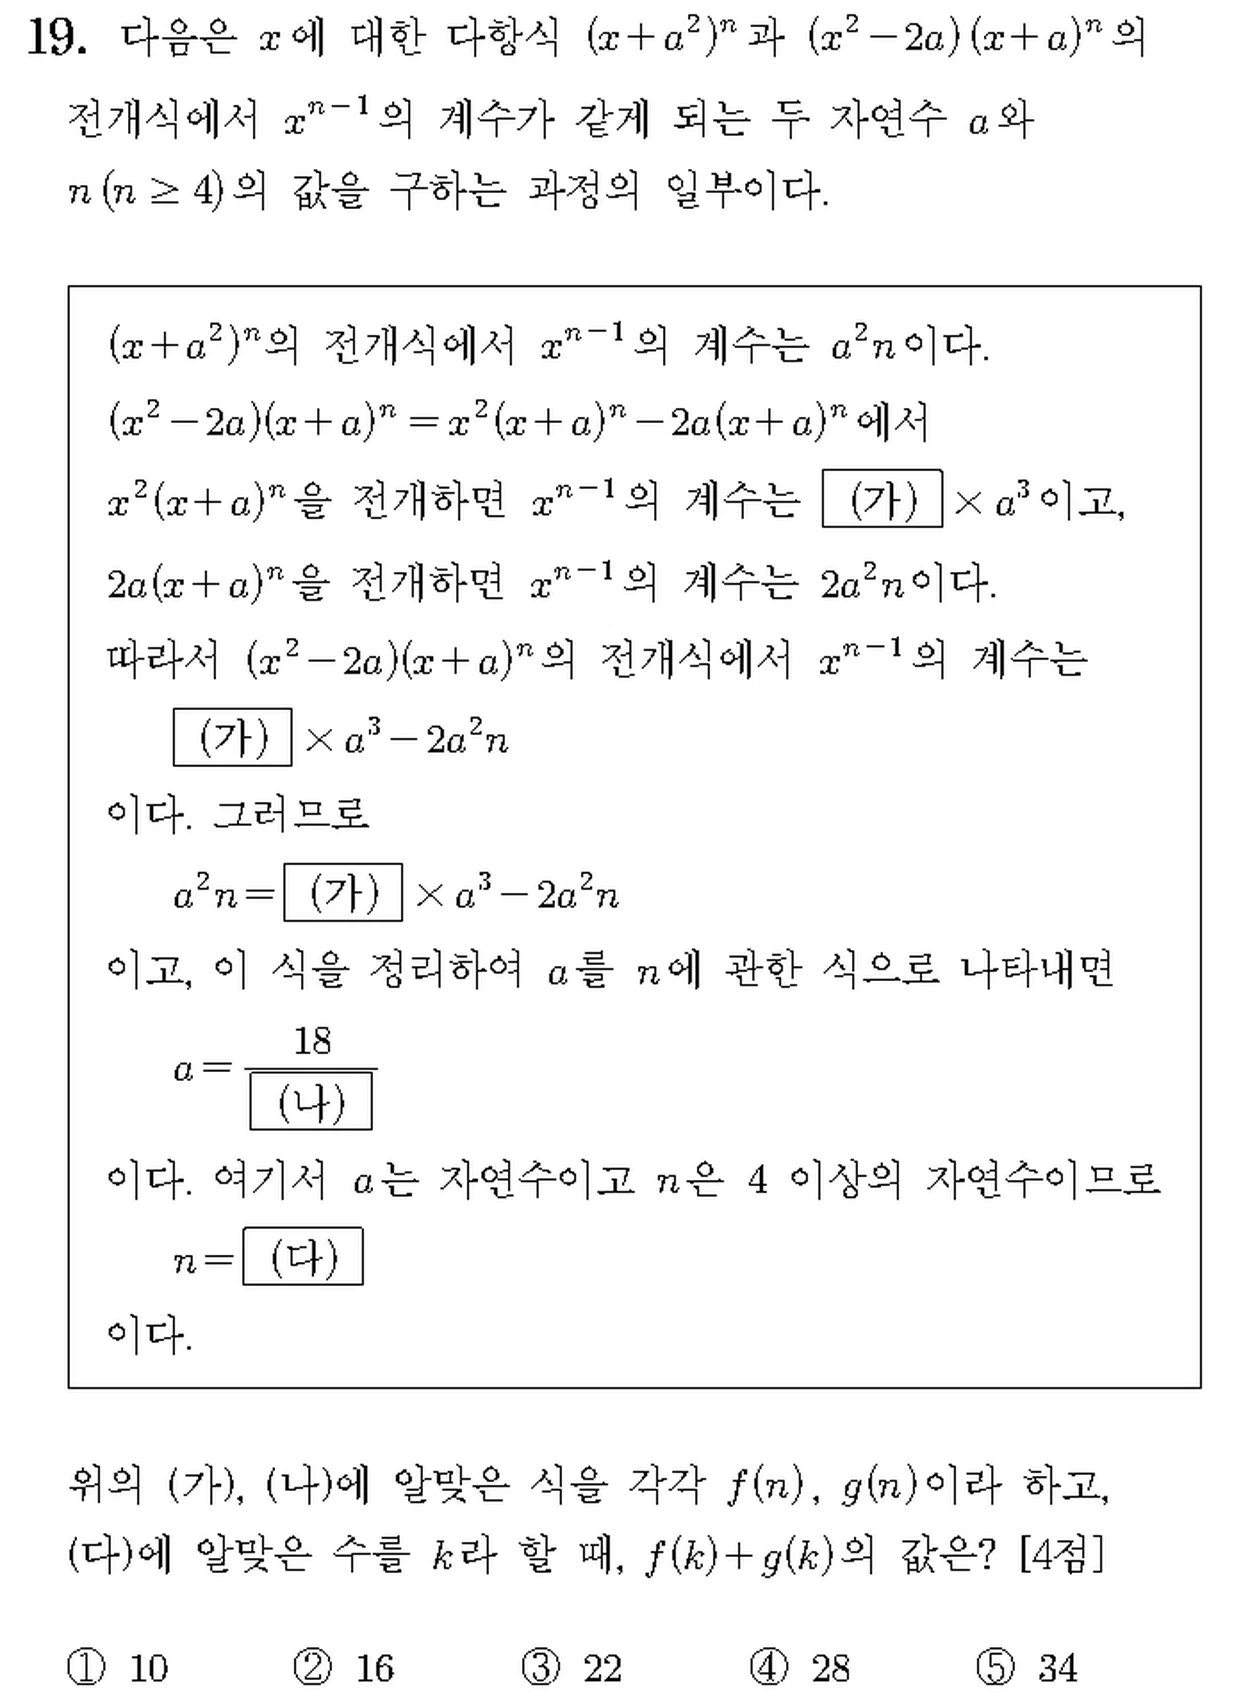 19. 다음은 x에 대한 다항식 (x+a²)ⁿ과 (x²−2a)(x+a)ⁿ의
전개식에서 xⁿ⁻¹의 계수가 같게 되는 두 자연수 a와
n(n≥4)의 값을 구하는 과정의 일부이다.
(x+a²)ⁿ의 전개식에서 xⁿ⁻¹의 계수는 a²n이다.
(x²−2a)(x+a)ⁿ=x²(x+a)ⁿ−2a(x+a)ⁿ에서
x²(x+a)ⁿ을 전개하면 xⁿ⁻¹의 계수는 (가) ×a³이고,
2a(x+a)ⁿ을 전개하면 xⁿ⁻¹의 계수는 2a²n이다.
따라서 (x²−2a)(x+a)ⁿ의 전개식에서 xⁿ⁻¹의 계수는
(가) ×a³−2a²n
이다. 그러므로
a²n= (가) ×a³−2a²n
이고, 이 식을 정리하여 a를 n에 관한 식으로 나타내면
a= 18 / (나)
이다. 여기서 a는 자연수이고 n은 4 이상의 자연수이므로
n= (다)
이다.
위의 (가), (나)에 알맞은 식을 각각 f(n), g(n)이라 하고,
(다)에 알맞은 수를 k라 할 때, f(k)+g(k)의 값은? [4점]
① 10 ② 16 ③ 22 ④ 28 ⑤ 34